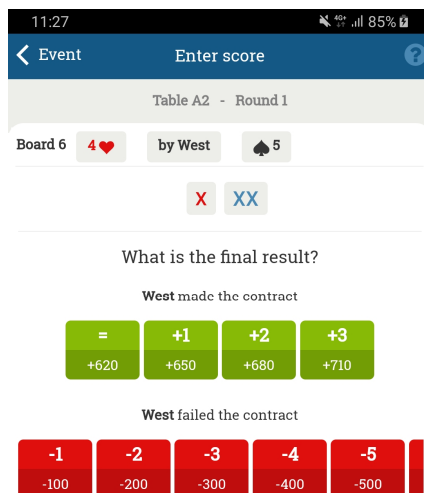 11:27 4G+ 85%
Event Enter score ?
Table A2 - Round 1
Board 6 4♥ by West ♠5
X XX
What is the final result?
West made the contract
= +1 +2 +3
+620 +650 +680 +710
West failed the contract
-1 -2 -3 -4 -5
-100 -200 -300 -400 -500